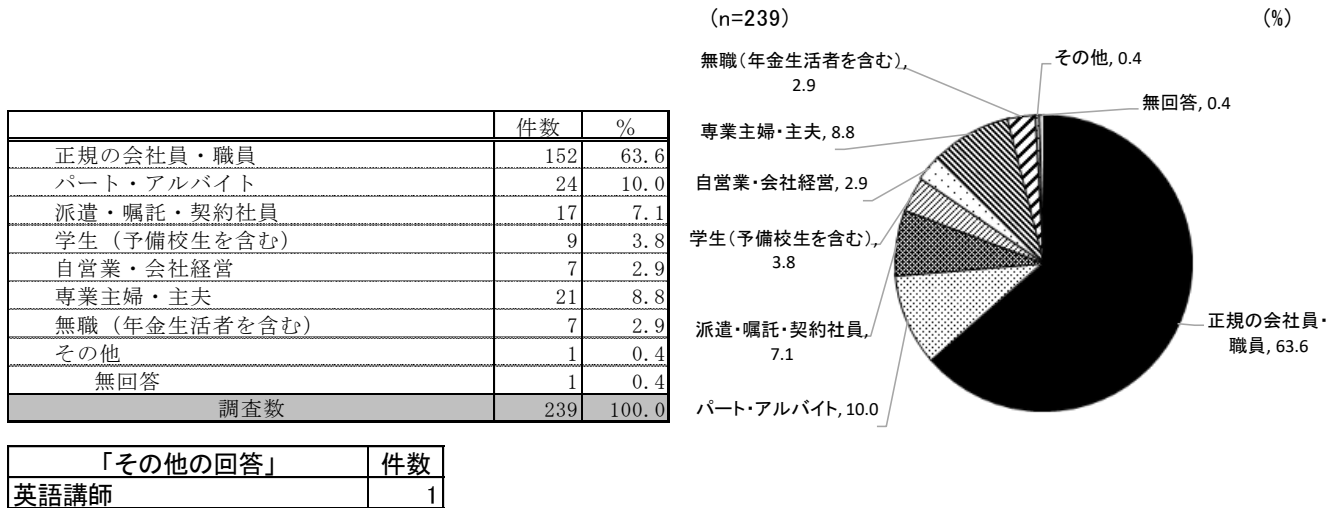 件数 %
正規の会社員・職員 152 63.6
パート・アルバイト 24 10.0
派遣・嘱託・契約社員 17 7.1
学生（予備校生を含む） 9 3.8
自営業・会社経営 7 2.9
専業主婦・主夫 21 8.8
無職（年金生活者を含む） 7 2.9
その他 1 0.4
無回答 1 0.4
調査数 239 100.0
「その他の回答」 件数
英語講師 1
（n=239） （%）
無職（年金生活者を含む）,
2.9
その他, 0.4
無回答, 0.4
専業主婦・主夫, 8.8
自営業・会社経営, 2.9
学生（予備校生を含む）,
3.8
派遣・嘱託・契約社員,
7.1
パート・アルバイト, 10.0
正規の会社員・
職員, 63.6